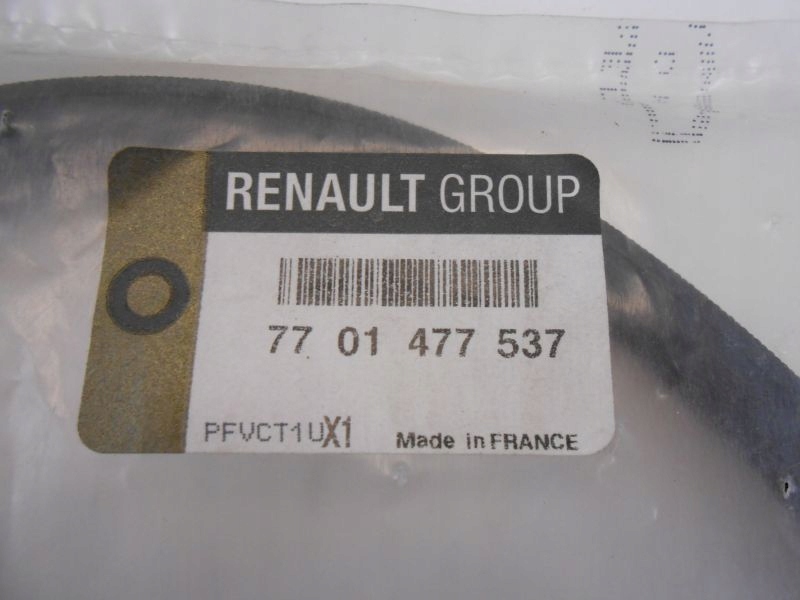 RENAULT GROUP
77 01 477 537
PFVCT1UX1
Made in FRANCE